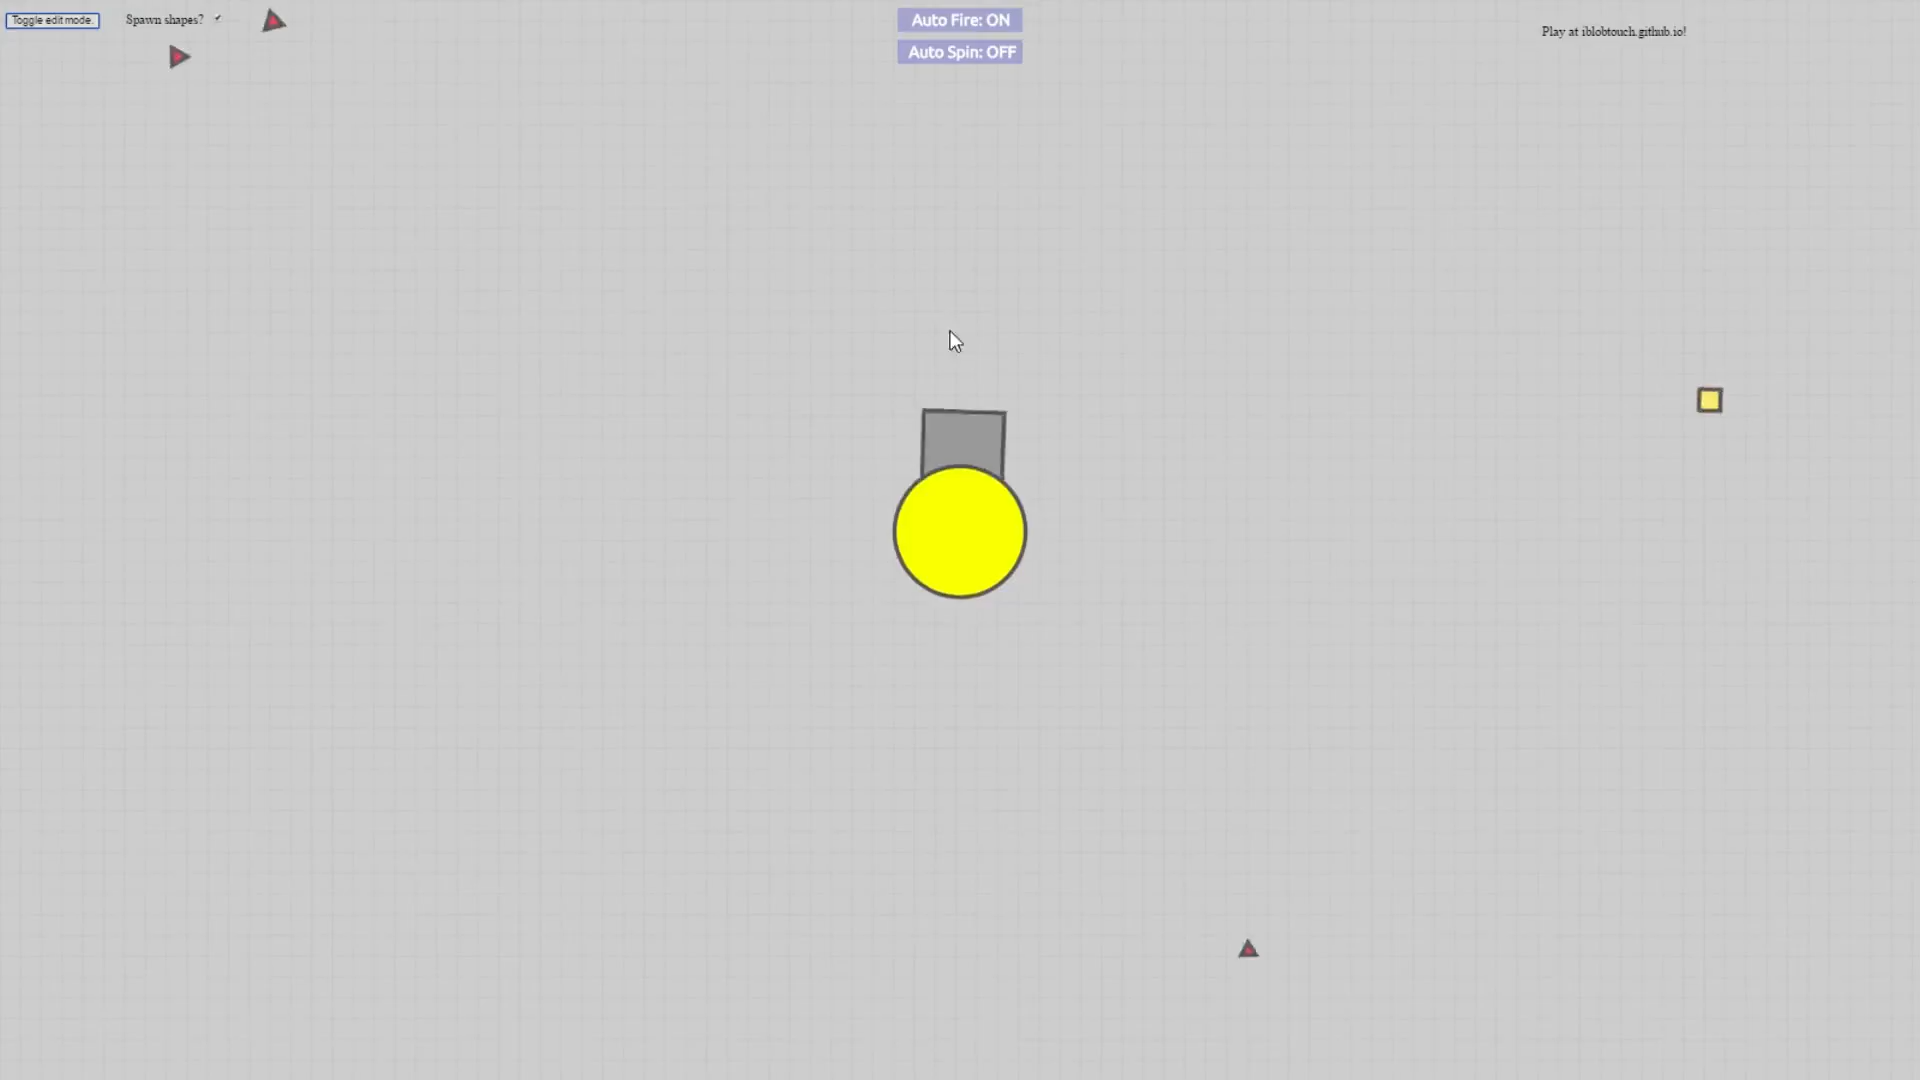 Toggle edit mode.
Spawn shapes?
Auto Fire: ON
Auto Spin: OFF
Play at iblobtouch.github.io!